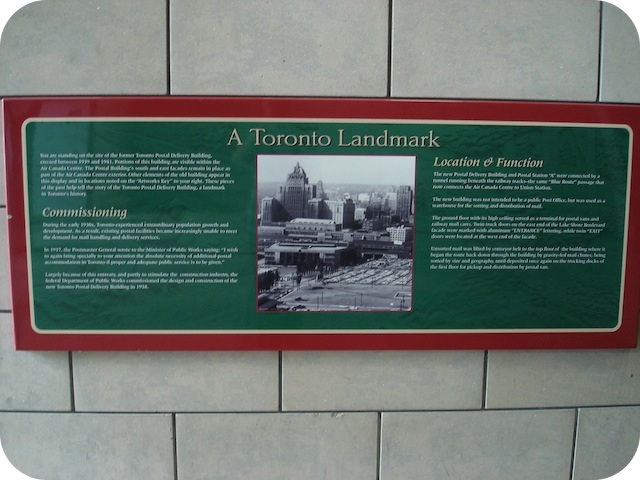 A Toronto Landmark
You are standing on the site of the former Toronto Postal Delivery Building,
erected between 1939 and 1941. Portions of this building are visible within the
Air Canada Centre. The Postal Building's south and east facades remain in place as
part of the Air Canada Centre exterior. Other elements of the old building appear in
this display and in locations noted on the "Artworks Key" to your right. These pieces
of the past help tell the story of the Toronto Postal Delivery Building, a landmark
in Toronto's history.
Commissioning
During the early 1930s, Toronto experienced extraordinary population growth and
development. As a result, existing postal facilities became increasingly unable to meet
the demand for mail handling and delivery services.
In 1937, the Postmaster General wrote to the Minister of Public Works saying: "I wish
to again bring specially to your attention the absolute necessity of additional postal
accommodation in Toronto if proper and adequate public service is to be given."
Largely because of this entreaty, and partly to stimulate the construction industry, the
federal Department of Public Works commissioned the design and construction of the
new Toronto Postal Delivery Building in 1938.
Location & Function
The new Postal Delivery Building and Postal Station "A" were connected by a
tunnel running beneath the railway tracks–the same "Blue Route" passage that
now connects the Air Canada Centre to Union Station.
The new building was not intended to be a public Post Office, but was used as a
warehouse for the sorting and distribution of mail.
The ground floor with its high ceiling served as a terminal for postal vans and
railway mail carts. Twin truck doors on the east end of the Lake Shore Boulevard
facade were marked with aluminum "ENTRANCE" lettering, while twin "EXIT"
doors were located at the west end of the facade.
Unsorted mail was lifted by conveyor belt to the top floor of the building where it
began the route back down through the building by gravity-fed mail chutes, being
sorted by size and geography, until deposited once again on the trucking docks of
the first floor for pickup and distribution by postal van.